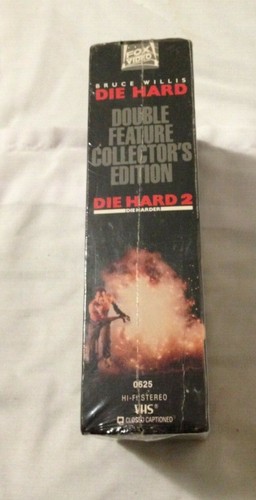 FOX
VIDEO
BRUCE WILLIS
DIE HARD
DOUBLE
FEATURE
COLLECTOR'S
EDITION
DIE HARD 2
DIE HARDER
0625
HI-FI STEREO
VHS®
CLOSED CAPTIONED